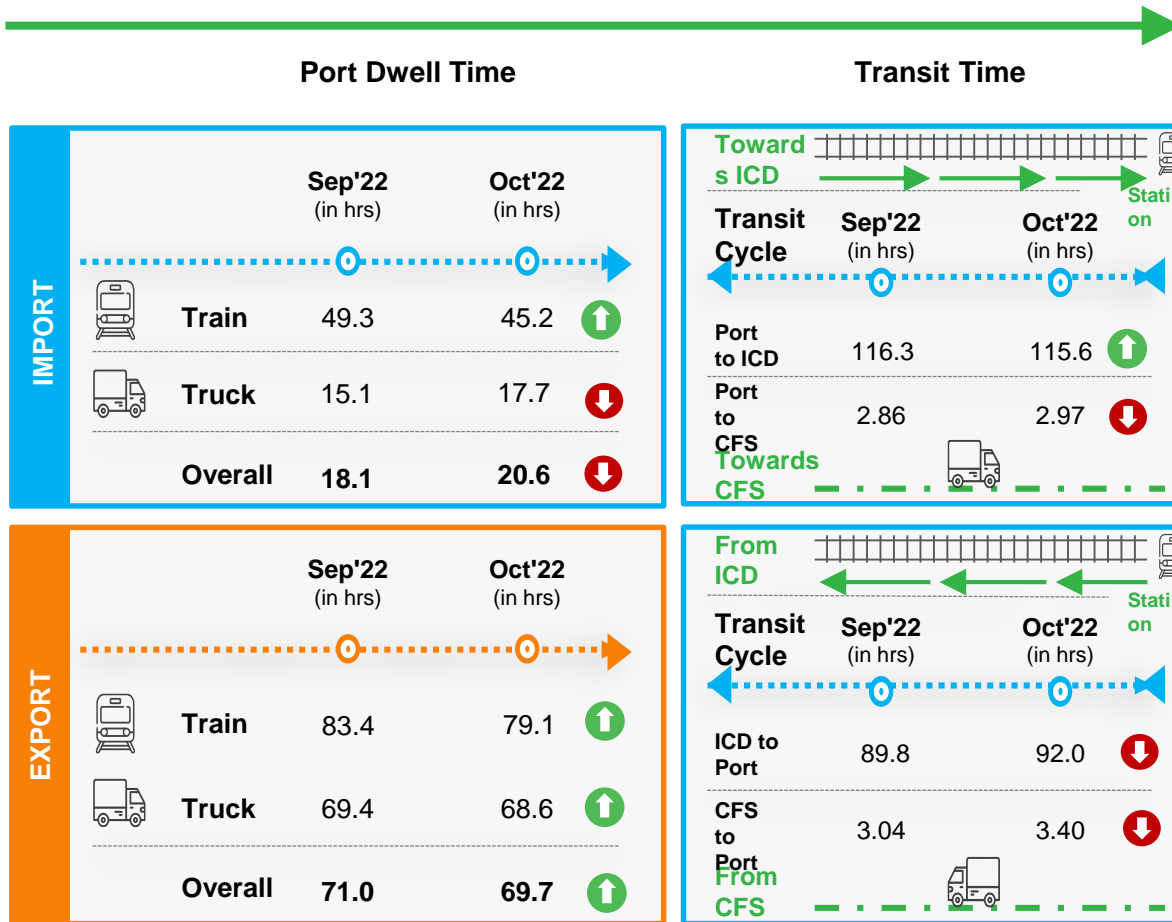 Port Dwell Time
Transit Time
IMPORT
Sep'22
(in hrs)
Oct'22
(in hrs)
Train 49.3 45.2
Truck 15.1 17.7
Overall 18.1 20.6
Toward
s ICD
Stati
on
Transit
Cycle
Sep'22
(in hrs)
Oct'22
(in hrs)
Port
to ICD
116.3 115.6
Port
to
CFS
2.86 2.97
Towards
CFS
EXPORT
Sep'22
(in hrs)
Oct'22
(in hrs)
Train 83.4 79.1
Truck 69.4 68.6
Overall 71.0 69.7
From
ICD
Stati
on
Transit
Cycle
Sep'22
(in hrs)
Oct'22
(in hrs)
ICD to
Port
89.8 92.0
CFS
to
Port
3.04 3.40
From
CFS